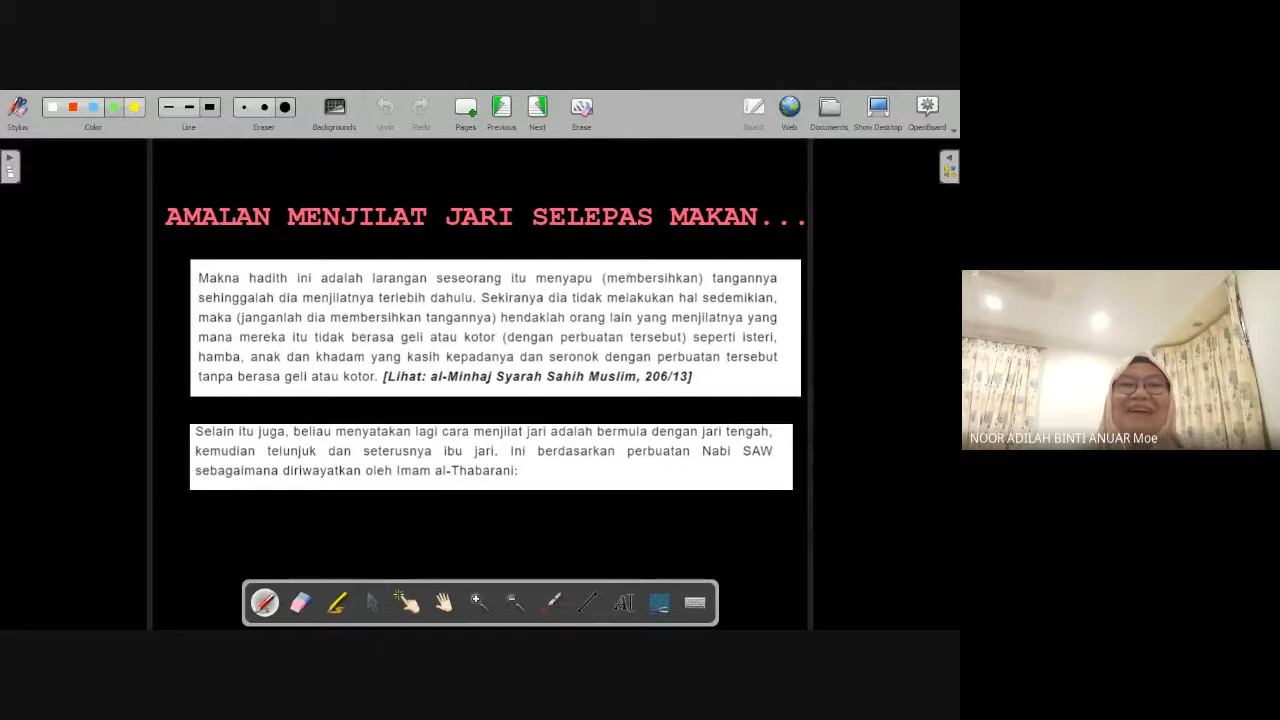 Stylus
Color
Line
Eraser
Backgrounds
Undo
Redo
Pages
Previous
Next
Erase
Board
Web
Documents
Show Desktop
OpenBoard
AMALAN MENJILAT JARI SELEPAS MAKAN...
Makna hadith ini adalah larangan seseorang itu menyapu (membersihkan) tangannya
sehinggalah dia menjilatnya terlebih dahulu. Sekiranya dia tidak melakukan hal sedemikian,
maka (janganlah dia membersihkan tangannya) hendaklah orang lain yang menjilatnya yang
mana mereka itu tidak berasa geli atau kotor (dengan perbuatan tersebut) seperti isteri,
hamba, anak dan khadam yang kasih kepadanya dan seronok dengan perbuatan tersebut
tanpa berasa geli atau kotor. [Lihat: al-Minhaj Syarah Sahih Muslim, 206/13]
Selain itu juga, beliau menyatakan lagi cara menjilat jari adalah bermula dengan jari tengah,
kemudian telunjuk dan seterusnya ibu jari. Ini berdasarkan perbuatan Nabi SAW
sebagaimana diriwayatkan oleh Imam al-Thabarani:
AI
NOOR ADILAH BINTI ANUAR Moe